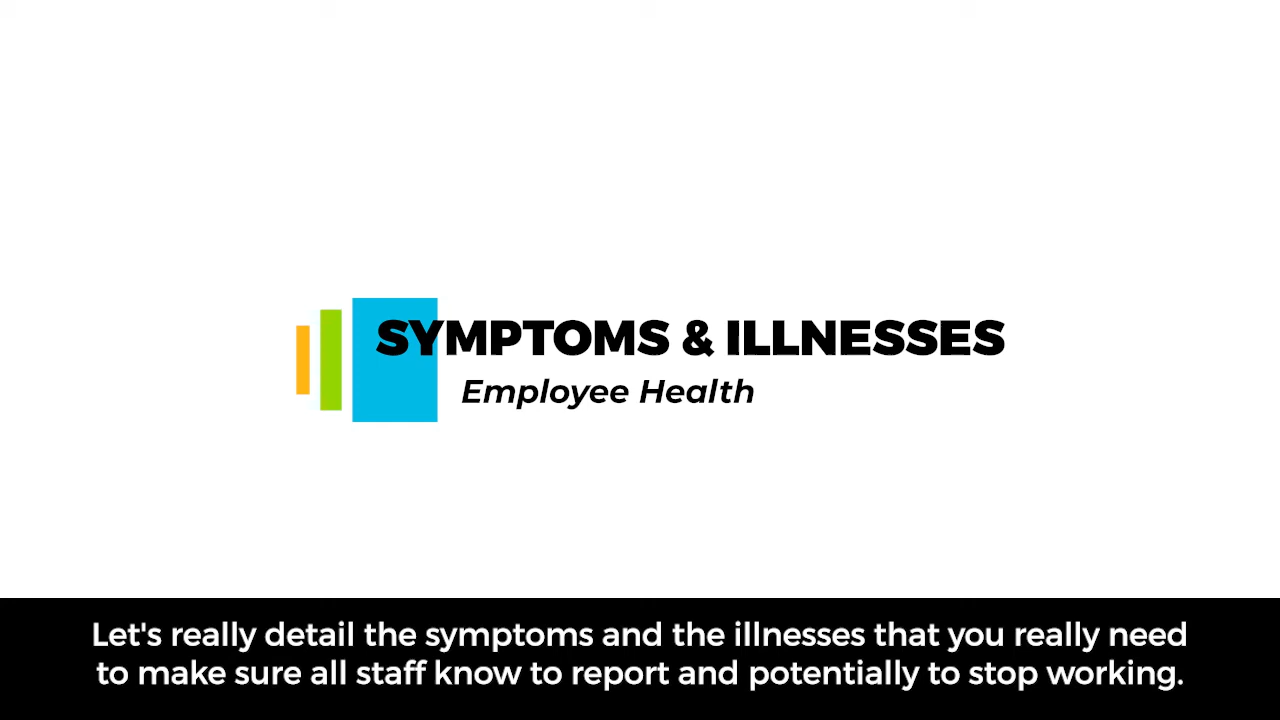 SYMPTOMS & ILLNESSES
Employee Health
Let's really detail the symptoms and the illnesses that you really need
to make sure all staff know to report and potentially to stop working.